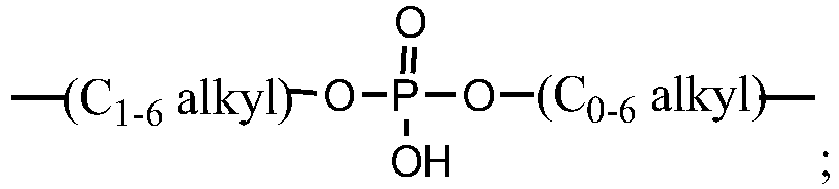 O
—(C1-6 alkyl)–O–P–O–(C0-6 alkyl)—
OH
;